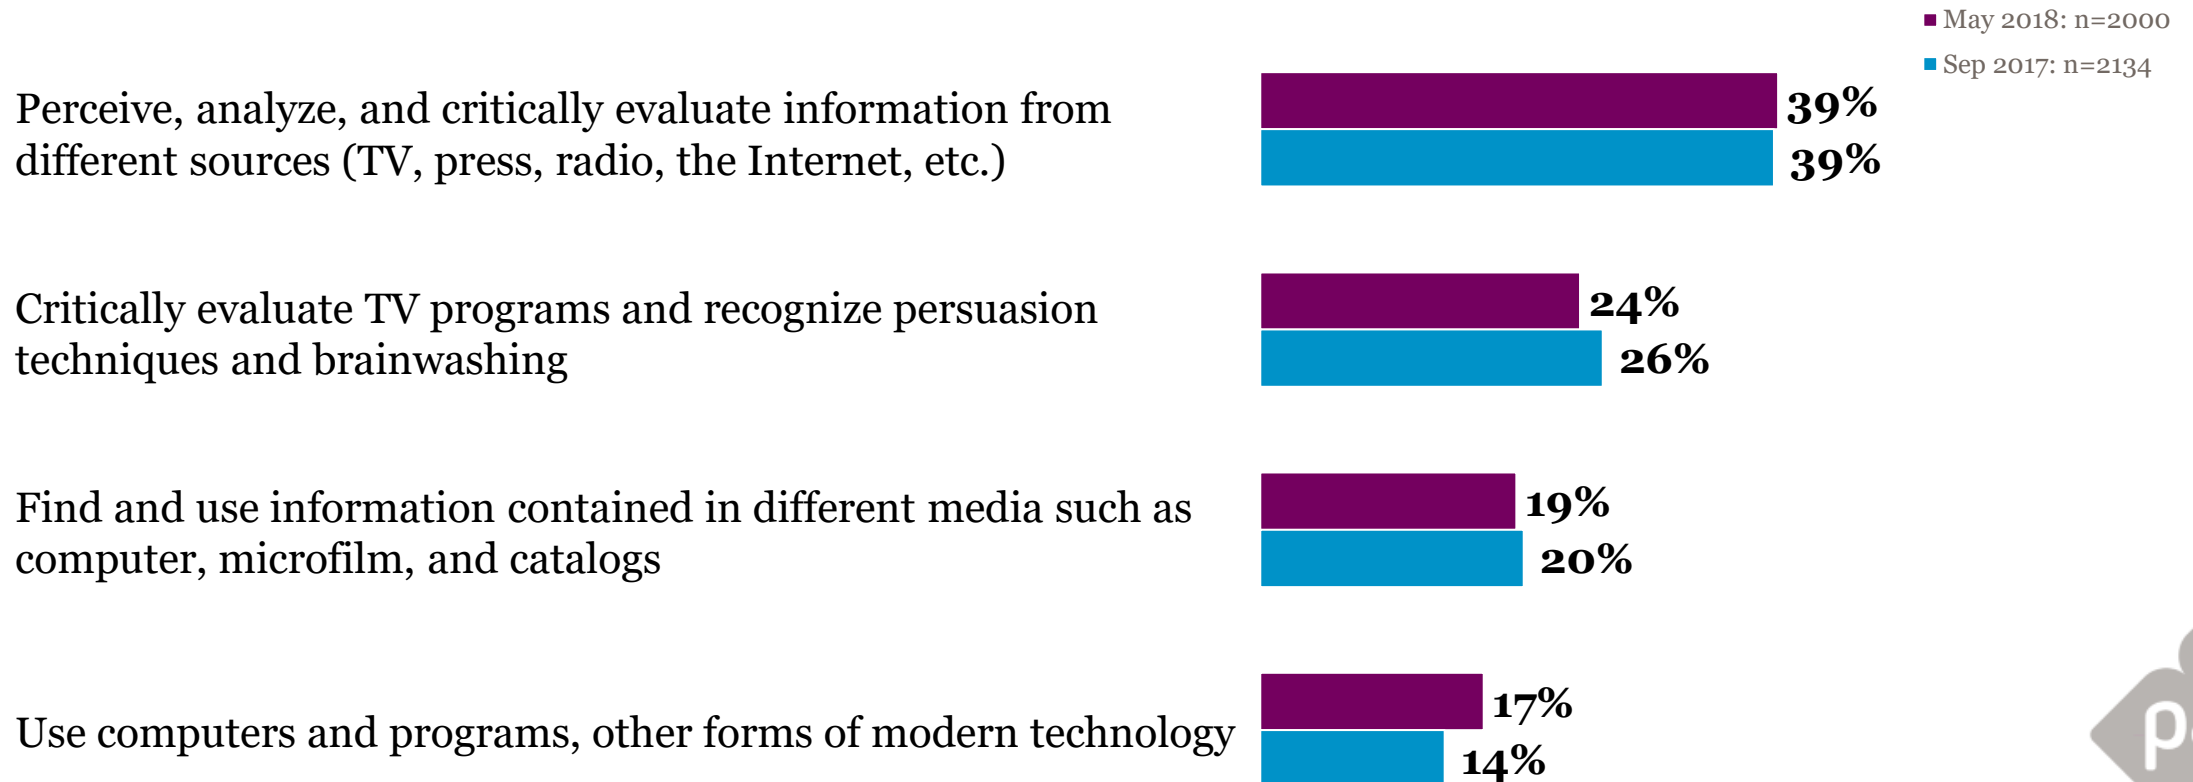 May 2018: n=2000
Sep 2017: n=2134
Perceive, analyze, and critically evaluate information from
different sources (TV, press, radio, the Internet, etc.)
39%
39%
Critically evaluate TV programs and recognize persuasion
techniques and brainwashing
24%
26%
Find and use information contained in different media such as
computer, microfilm, and catalogs
19%
20%
Use computers and programs, other forms of modern technology
17%
14%